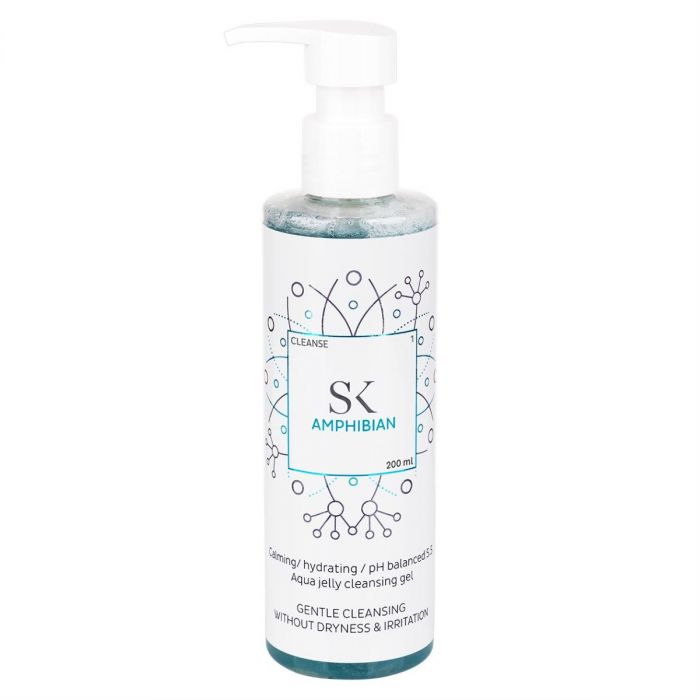 CLEANSE 1
SK
AMPHIBIAN
200 ml
Calming/ hydrating / pH balanced 5.5
Aqua jelly cleansing gel
GENTLE CLEANSING
WITHOUT DRYNESS & IRRITATION